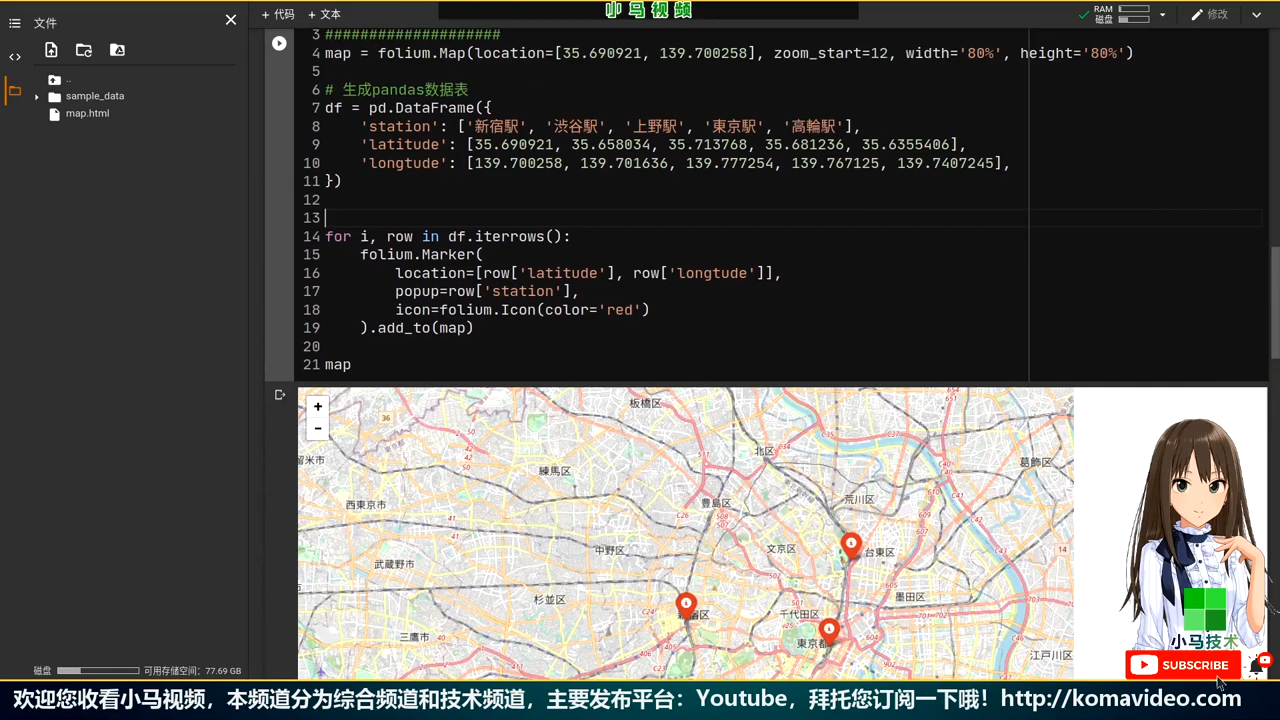 小马视频
文件
+ 代码 + 文本
RAM
磁盘
修改
..
sample_data
map.html
3 ####################
4 map = folium.Map(location=[35.690921, 139.700258], zoom_start=12, width='80%', height='80%')
5
6 # 生成pandas数据表
7 df = pd.DataFrame({
8 'station': ['新宿駅', '渋谷駅', '上野駅', '東京駅', '高輪駅'],
9 'latitude': [35.690921, 35.658034, 35.713768, 35.681236, 35.6355406],
10 'longtude': [139.700258, 139.701636, 139.777254, 139.767125, 139.7407245],
11 })
12
13
14 for i, row in df.iterrows():
15 folium.Marker(
16 location=[row['latitude'], row['longtude']],
17 popup=row['station'],
18 icon=folium.Icon(color='red')
19 ).add_to(map)
20
21 map
+
−
板橋区
36
北区
葛飾区
留米市
練馬区
荒川区
豊島区
C26
西東京市
文京区
台東区
中野区
14
武蔵野市
杉並区
千代田区
墨田区
三鷹市
東京都
江戸川区
小马技术
SUBSCRIBE
磁盘 可用存储空间：77.69 GB
欢迎您收看小马视频，本频道分为综合频道和技术频道，主要发布平台：Youtube，拜托您订阅一下哦！http://komavideo.com